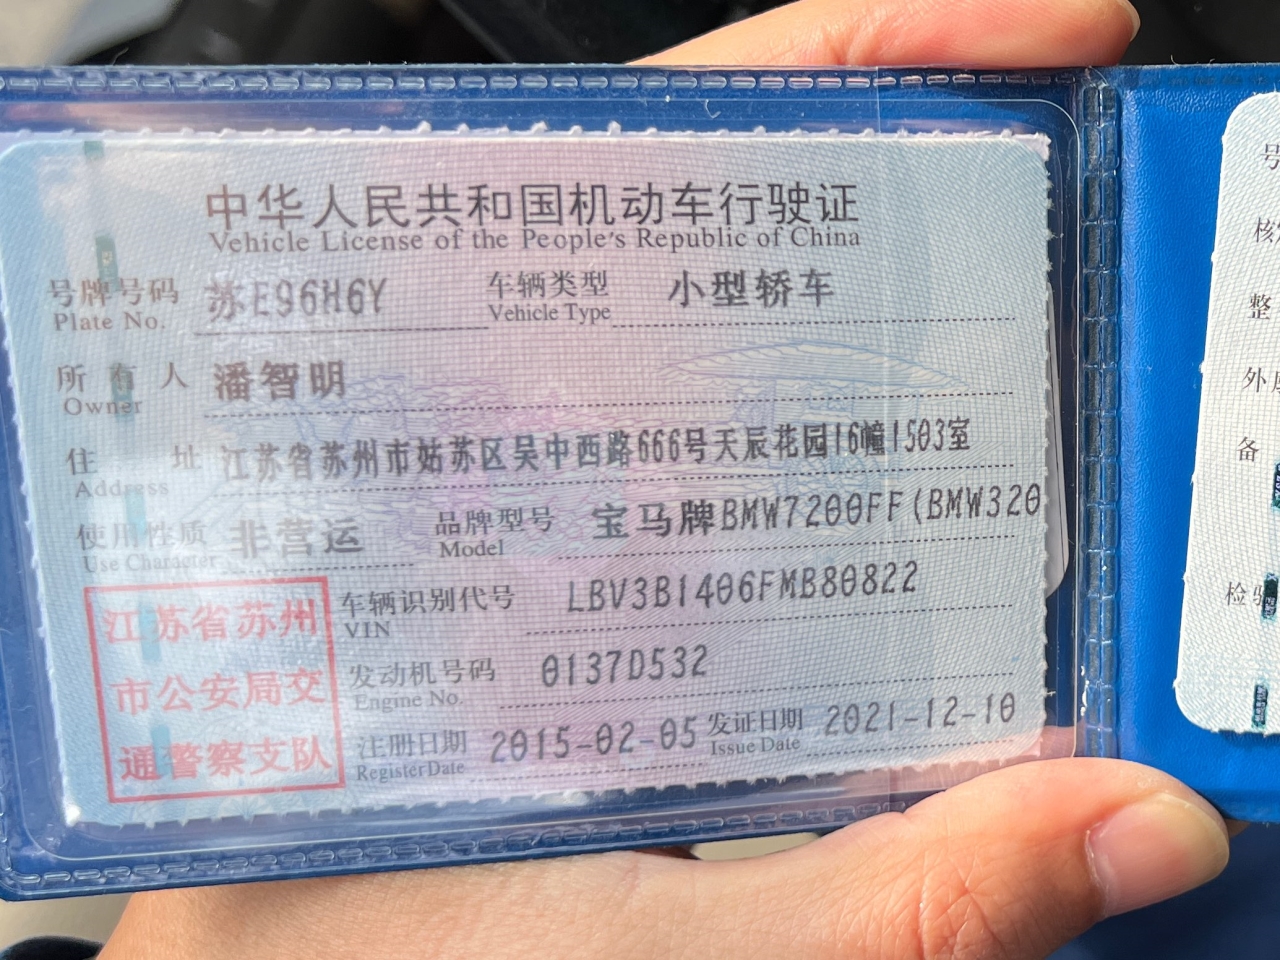 中华人民共和国机动车行驶证
Vehicle License of the People's Republic of China
号牌号码 苏E96H6Y 车辆类型 小型轿车
Plate No. Vehicle Type
所有人 潘智明
Owner
住址 江苏省苏州市姑苏区吴中西路666号天辰花园16幢1503室
Address
使用性质 非营运 品牌型号 宝马牌BMW7200FF(BMW320
Use Character Model
江苏省苏州
市公安局交
通警察支队
车辆识别代号 LBV3B1406FMB80822
VIN
发动机号码 0137D532
Engine No.
注册日期 2015-02-05 发证日期 2021-12-10
Register Date Issue Date
号
核
整
外
备
检验